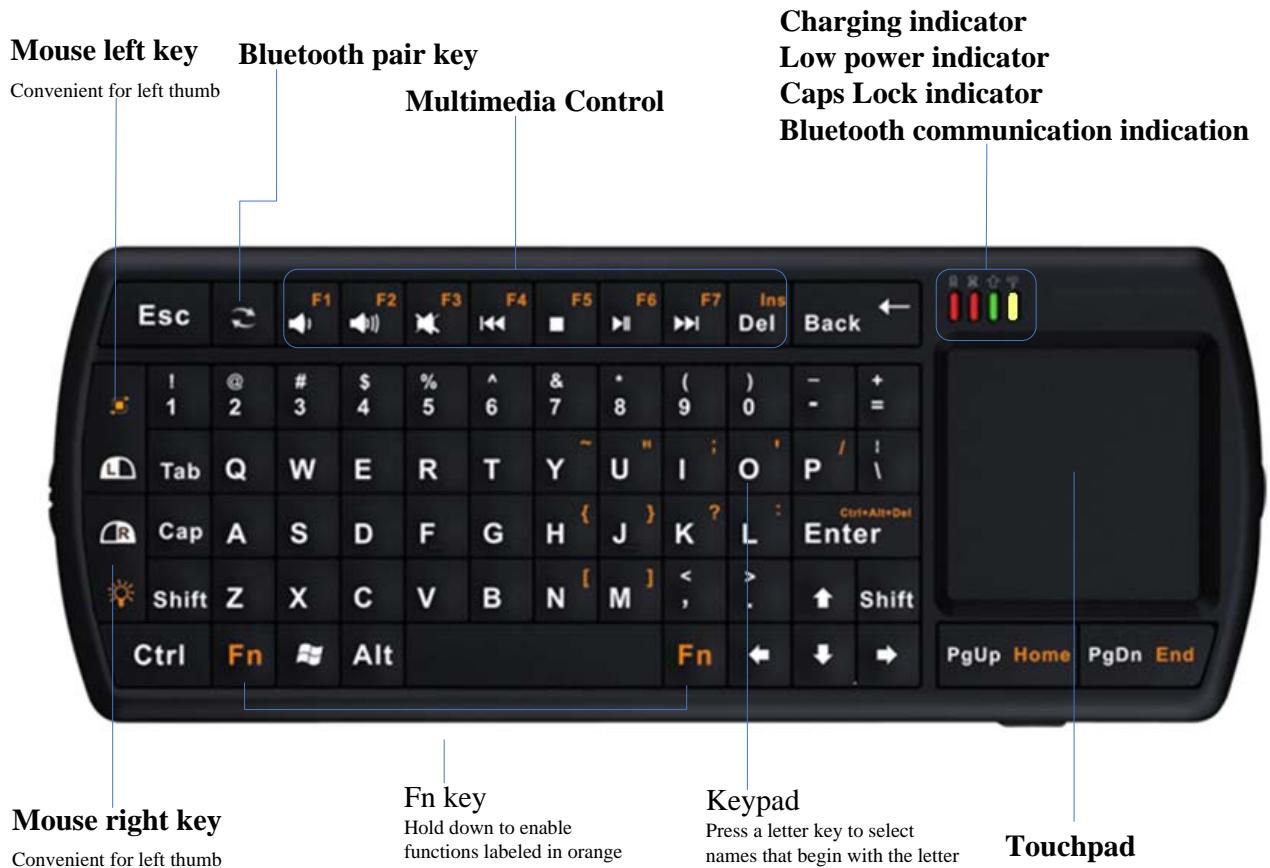 Charging indicator
Mouse left key
Bluetooth pair key
Low power indicator
Convenient for left thumb
Multimedia Control
Caps Lock indicator
Bluetooth communication indication
F1 F2 F3 F4 F5 F6 F7 Ins
Esc Del Back
! @ # $ % ^ & * ( ) – +
1 2 3 4 5 6 7 8 9 0 - =
~ " ; ' / ¦
L Tab Q W E R T Y U I O P \
{ } ? : Ctrl+Alt+Del
R Cap A S D F G H J K L Enter
[ ] < >
Shift Z X C V B N M , . Shift
Ctrl Fn Alt Fn PgUp Home PgDn End
Fn key
Hold down to enable
functions labeled in orange
Keypad
Press a letter key to select
names that begin with the letter
Mouse right key
Convenient for left thumb
Touchpad